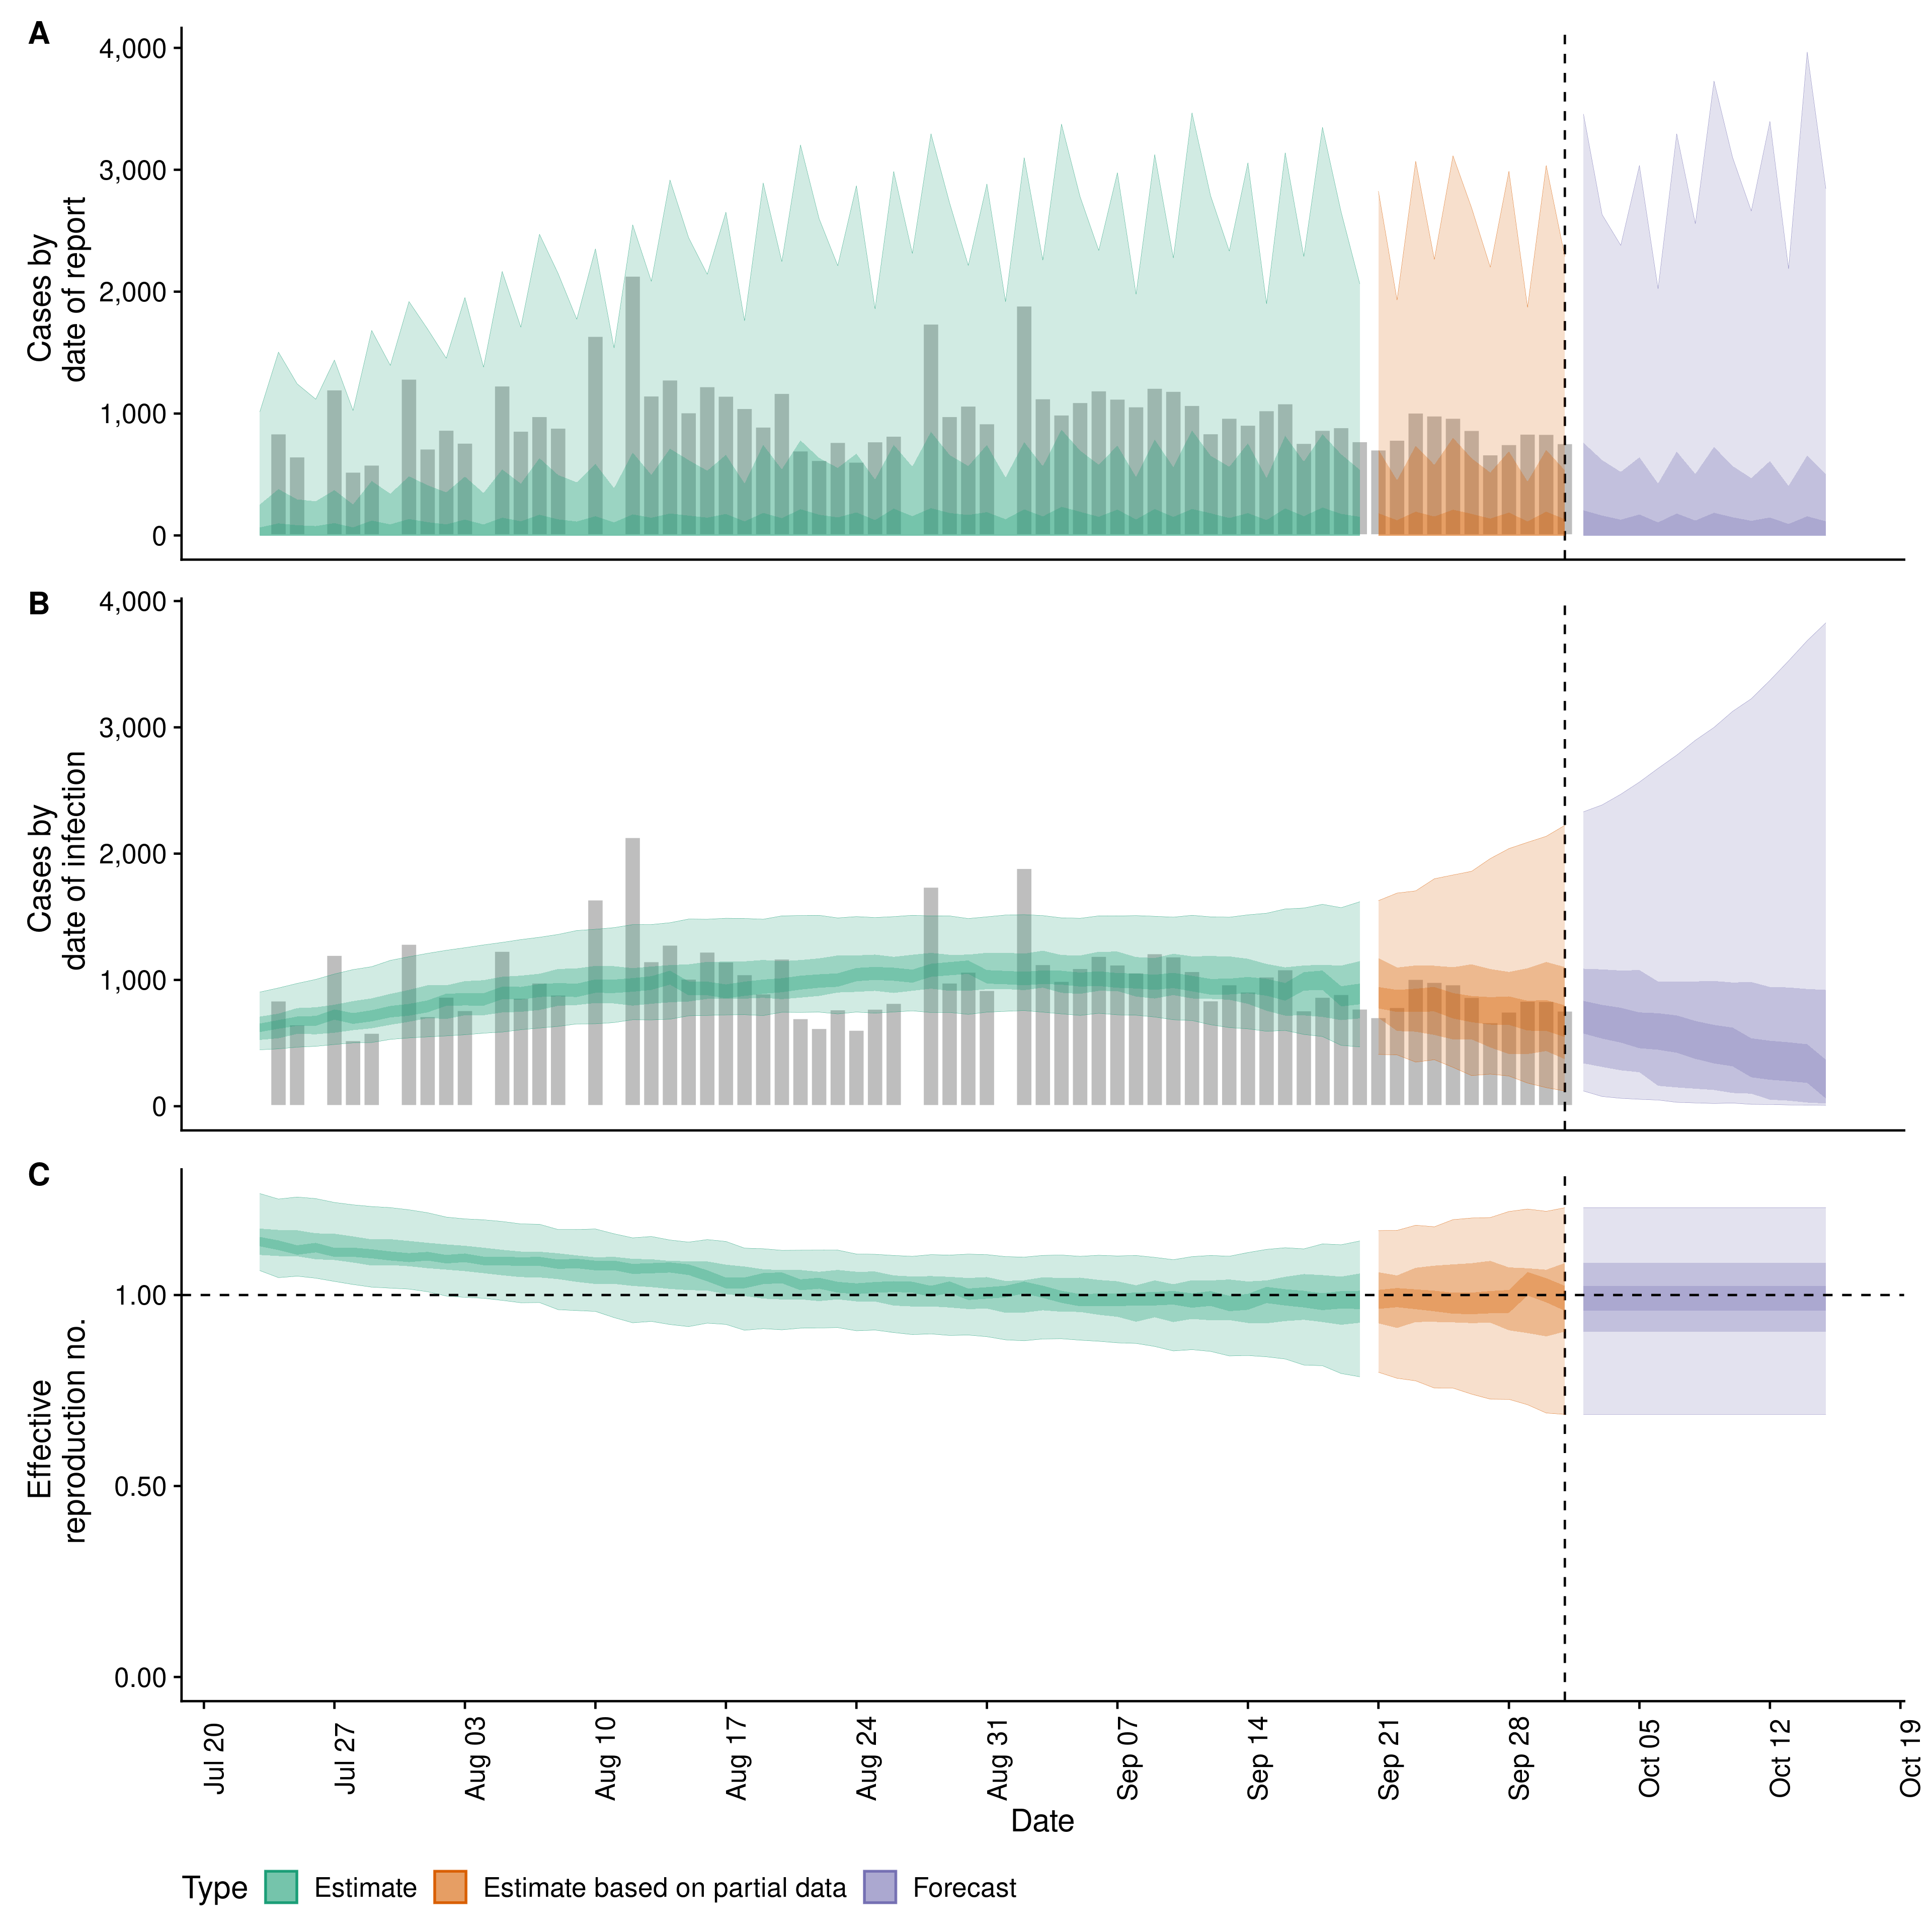 A
4,000
3,000
2,000
1,000
0
Cases by
date of report
B
4,000
3,000
2,000
1,000
0
Cases by
date of infection
C
1.00
0.50
0.00
Effective
reproduction no.
Jul 20
Jul 27
Aug 03
Aug 10
Aug 17
Aug 24
Aug 31
Sep 07
Sep 14
Sep 21
Sep 28
Oct 05
Oct 12
Oct 19
Date
Type Estimate Estimate based on partial data Forecast